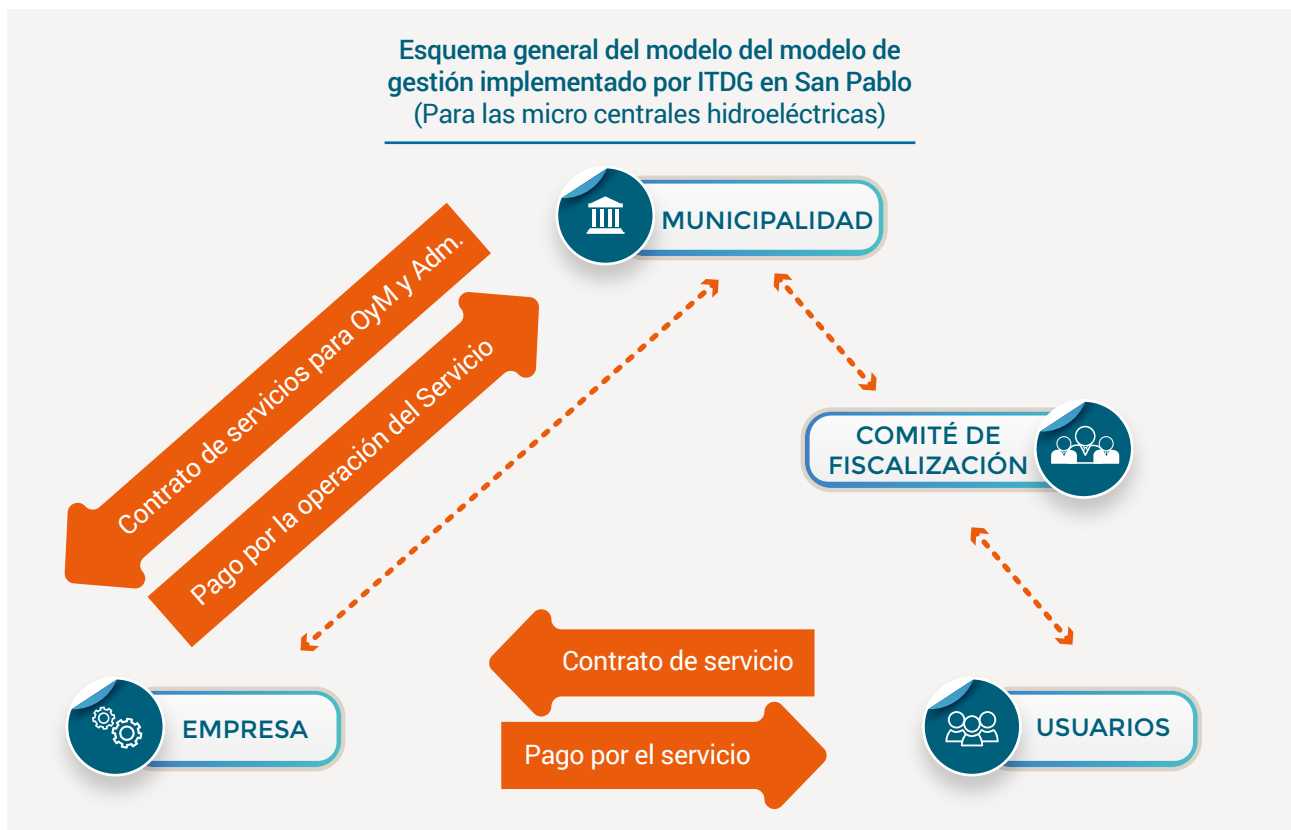 Esquema general del modelo del modelo de
gestión implementado por ITDG en San Pablo
(Para las micro centrales hidroeléctricas)
MUNICIPALIDAD
Contrato de servicios para OyM y Adm.
Pago por la operación del Servicio
COMITÉ DE
FISCALIZACIÓN
Contrato de servicio
EMPRESA
USUARIOS
Pago por el servicio